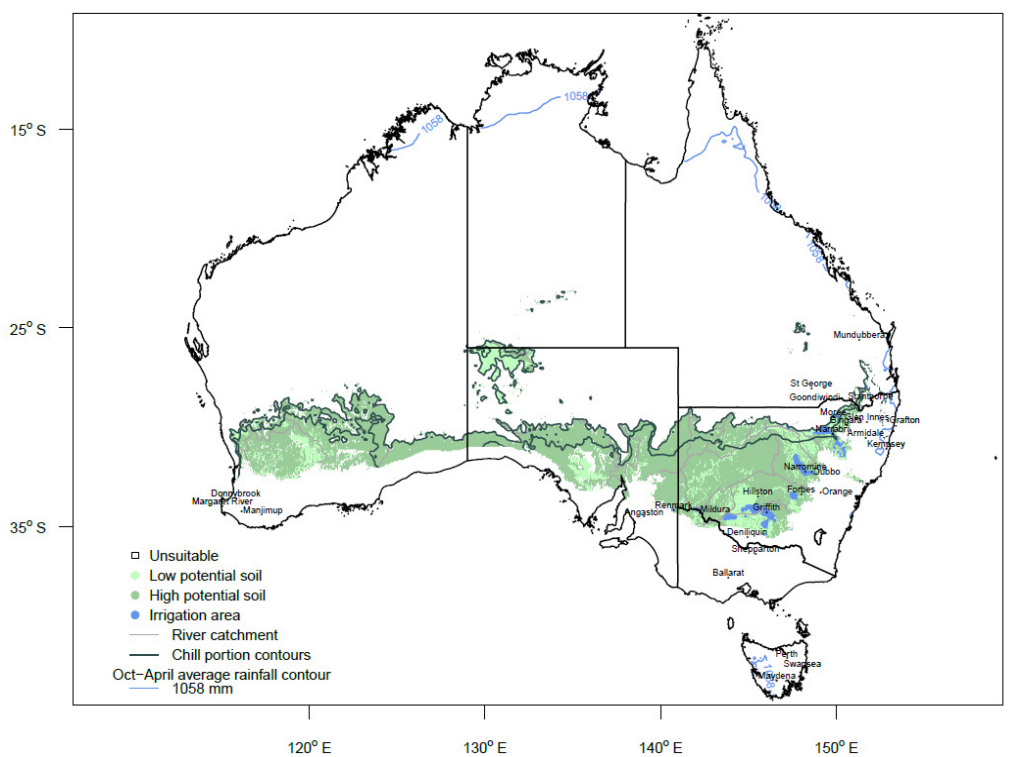 1058
1058
15° S
1058
1058
25° S
Mundubbera
St George
Goondiwindi
Stanthorpe
Moree
Glen Innes
Grafton
Narrabri
Armidale
Kempsey
Narromine
Dubbo
Donnybrook
Margaret River
Manjimup
Hillston
Forbes
Orange
Renmark
Mildura
Griffith
Angaston
35° S
Deniliquin
Shepparton
Ballarat
Unsuitable
Low potential soil
High potential soil
Irrigation area
River catchment
Chill portion contours
Oct−April average rainfall contour
1058 mm
Perth
Swansea
1058
Maydena
120° E
130° E
140° E
150° E